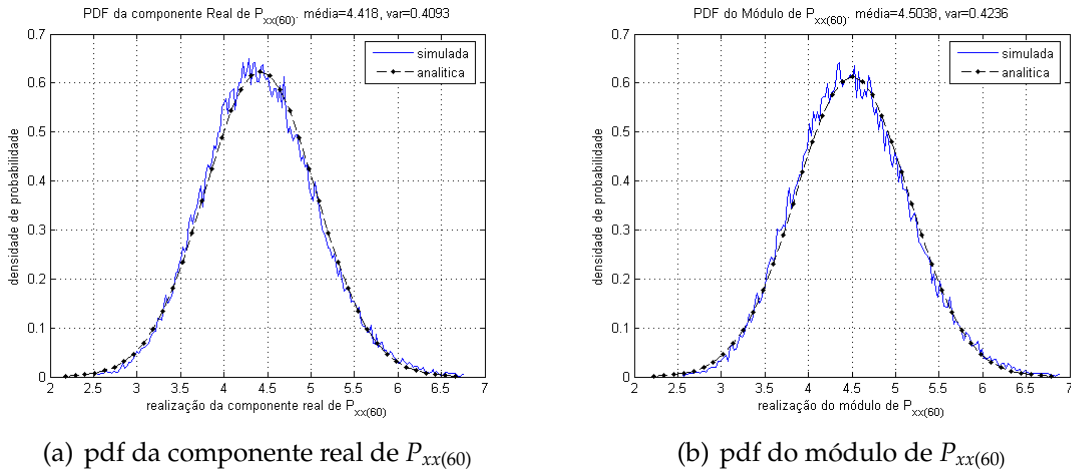 PDF da componente Real de P_xx(60). média=4.418, var=0.4093
densidade de probabilidade
0.7
0.6
0.5
0.4
0.3
0.2
0.1
0
simulada
analitica
2 2.5 3 3.5 4 4.5 5 5.5 6 6.5 7
realização da componente real de P_xx(60)
(a) pdf da componente real de P_xx(60)
PDF do Módulo de P_xx(60). média=4.5038, var=0.4236
densidade de probabilidade
0.7
0.6
0.5
0.4
0.3
0.2
0.1
0
simulada
analitica
2 2.5 3 3.5 4 4.5 5 5.5 6 6.5 7
realização do módulo de P_xx(60)
(b) pdf do módulo de P_xx(60)